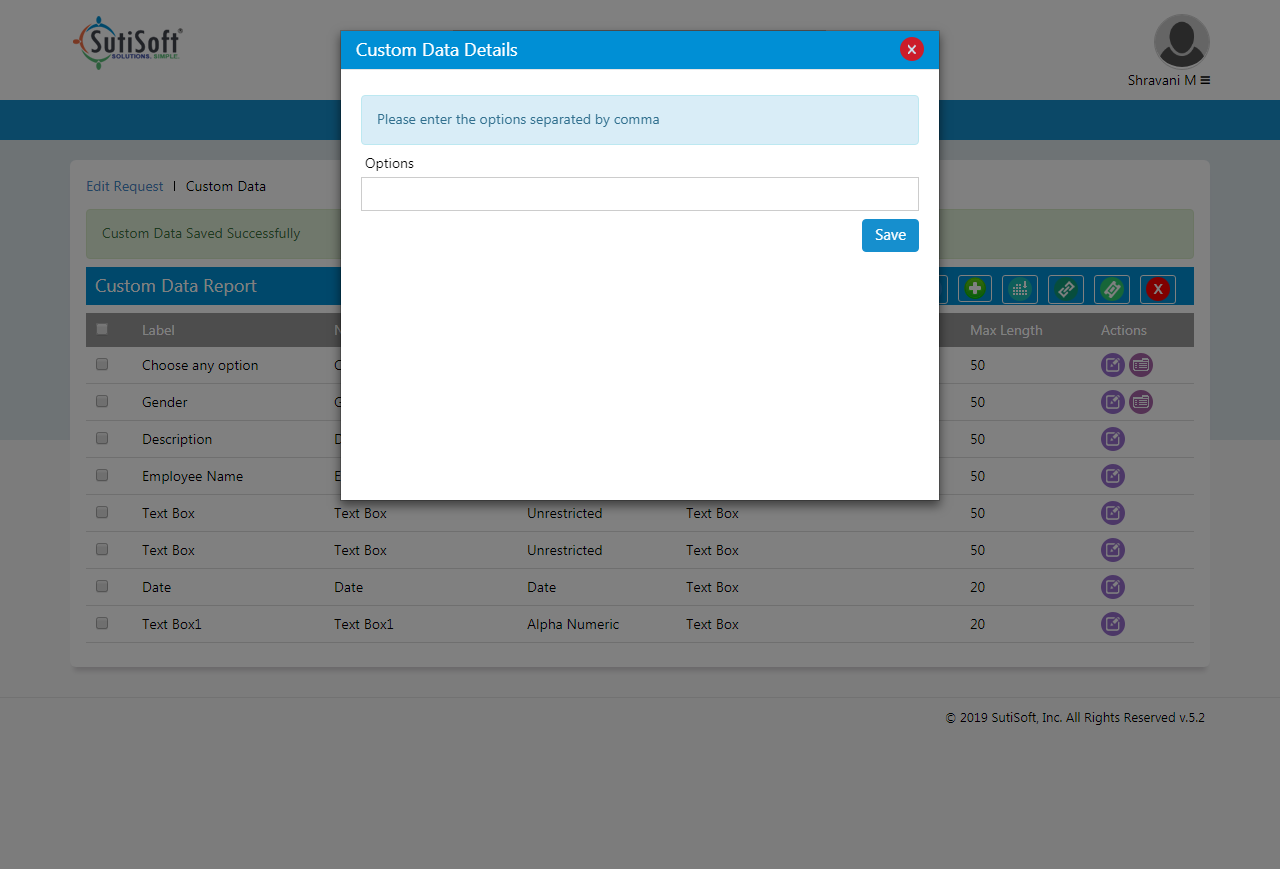 SutiSoft
SOLUTIONS. SIMPLE.
Shravani M
Custom Data Details
X
Please enter the options separated by comma
Options
Save
Edit Request | Custom Data
Custom Data Saved Successfully
Custom Data Report
X
Label Max Length Actions
Choose any option 50
Gender 50
Description 50
Employee Name 50
Text Box Text Box Unrestricted Text Box 50
Text Box Text Box Unrestricted Text Box 50
Date Date Date Text Box 20
Text Box1 Text Box1 Alpha Numeric Text Box 20
© 2019 SutiSoft, Inc. All Rights Reserved v.5.2